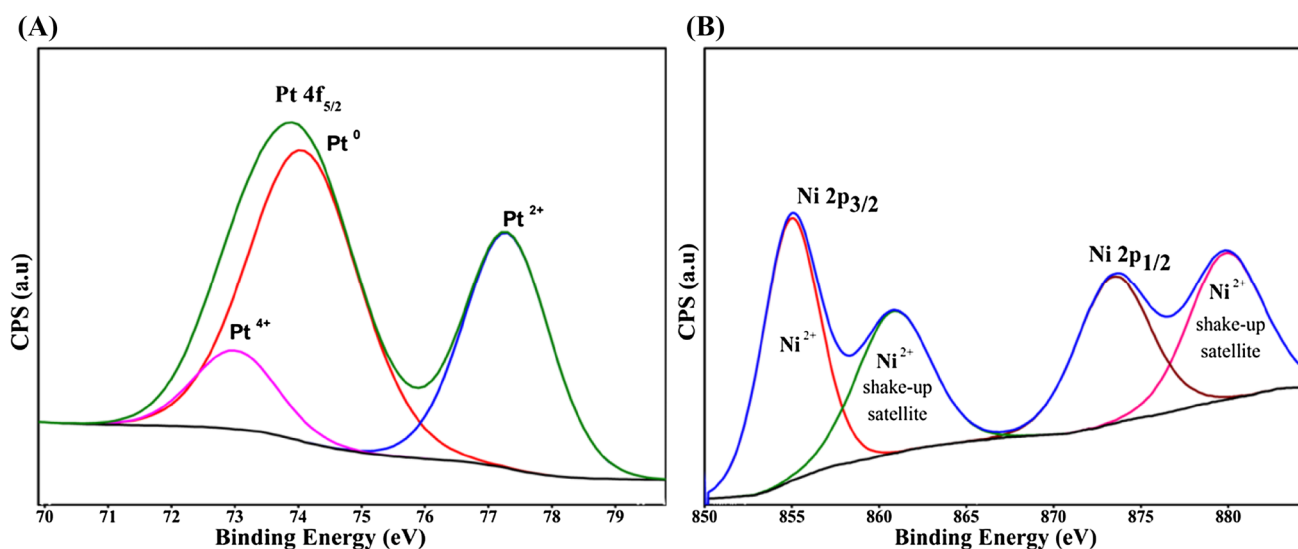 (A)
Pt 4f5/2
Pt 0
Pt 2+
Pt 4+
CPS (a.u)
70 71 72 73 74 75 76 77 78 79
Binding Energy (eV)
(B)
Ni 2p3/2
Ni 2p1/2
Ni 2+
Ni 2+
shake-up
satellite
Ni 2+
shake-up
satellite
CPS (a.u)
850 855 860 865 870 875 880
Binding Energy (eV)